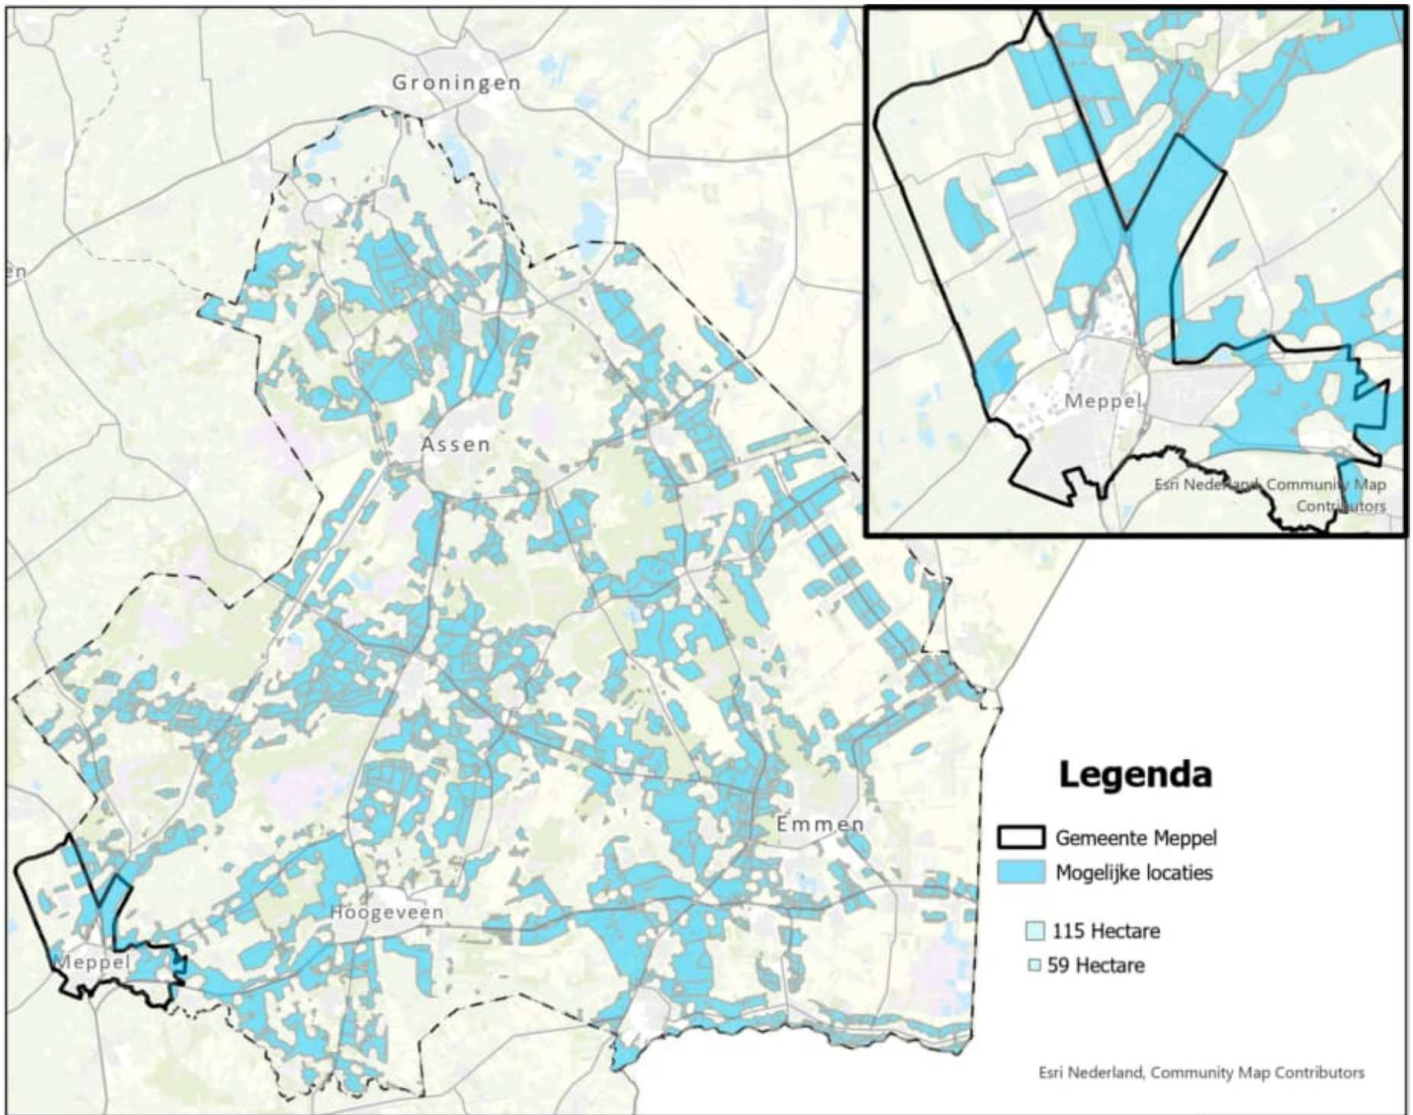 Groningen
en
Assen
Emmen
Hoogeveen
Meppel
Meppel
Esri Nederland, Community Map
Contributors
Legenda
Gemeente Meppel
Mogelijke locaties
115 Hectare
59 Hectare
Esri Nederland, Community Map Contributors